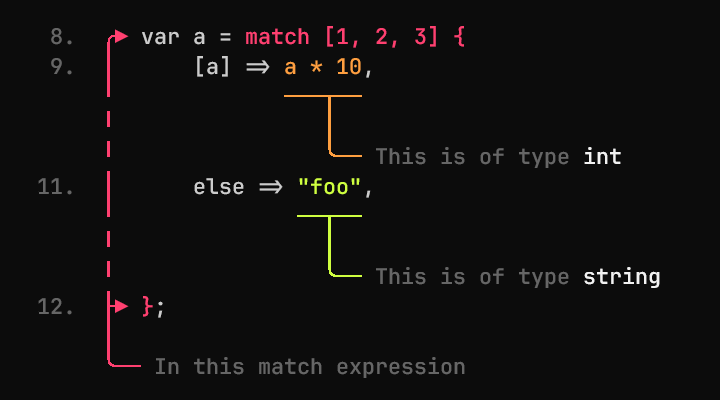 8. var a = match [1, 2, 3] {
9. [a] => a * 10,
This is of type int
11. else => "foo",
This is of type string
12. };
In this match expression